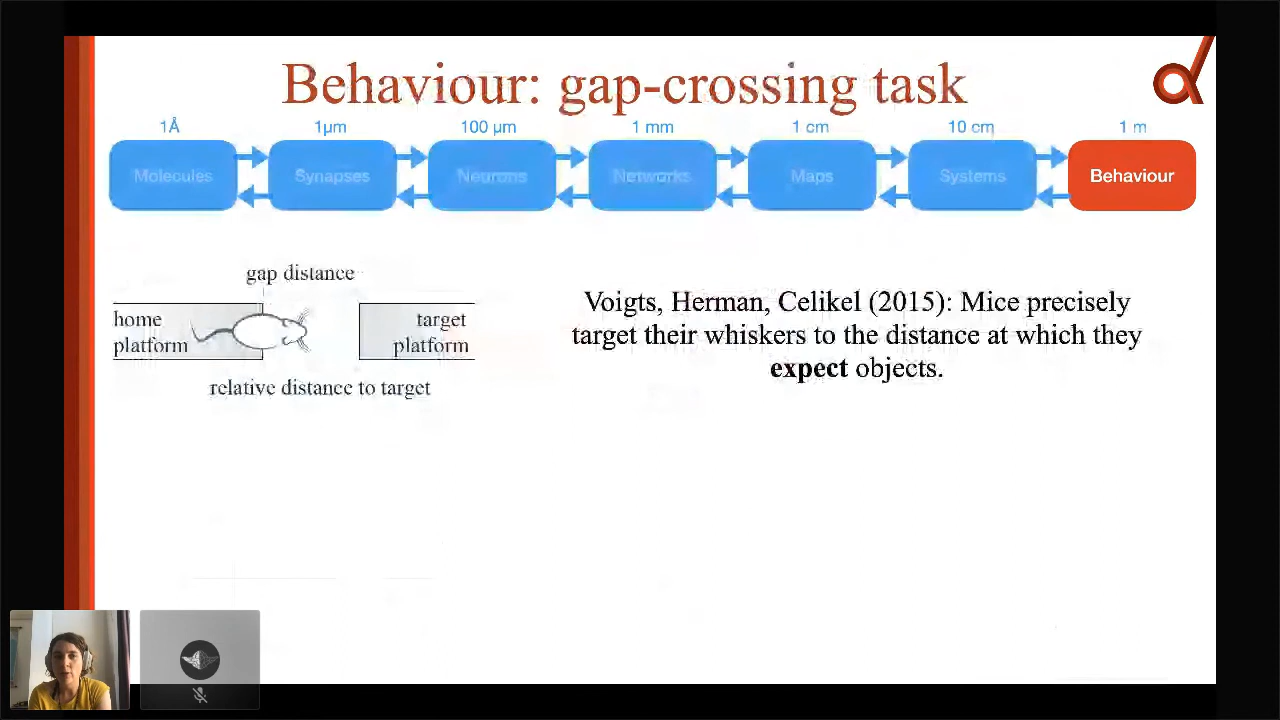 Behaviour: gap-crossing task
1Å 1µm 100 µm 1 mm 1 cm 10 cm 1 m
Molecules Synapses Neurons Networks Maps Systems Behaviour
gap distance
home platform
target platform
relative distance to target
Voigts, Herman, Celikel (2015): Mice precisely
target their whiskers to the distance at which they
expect objects.